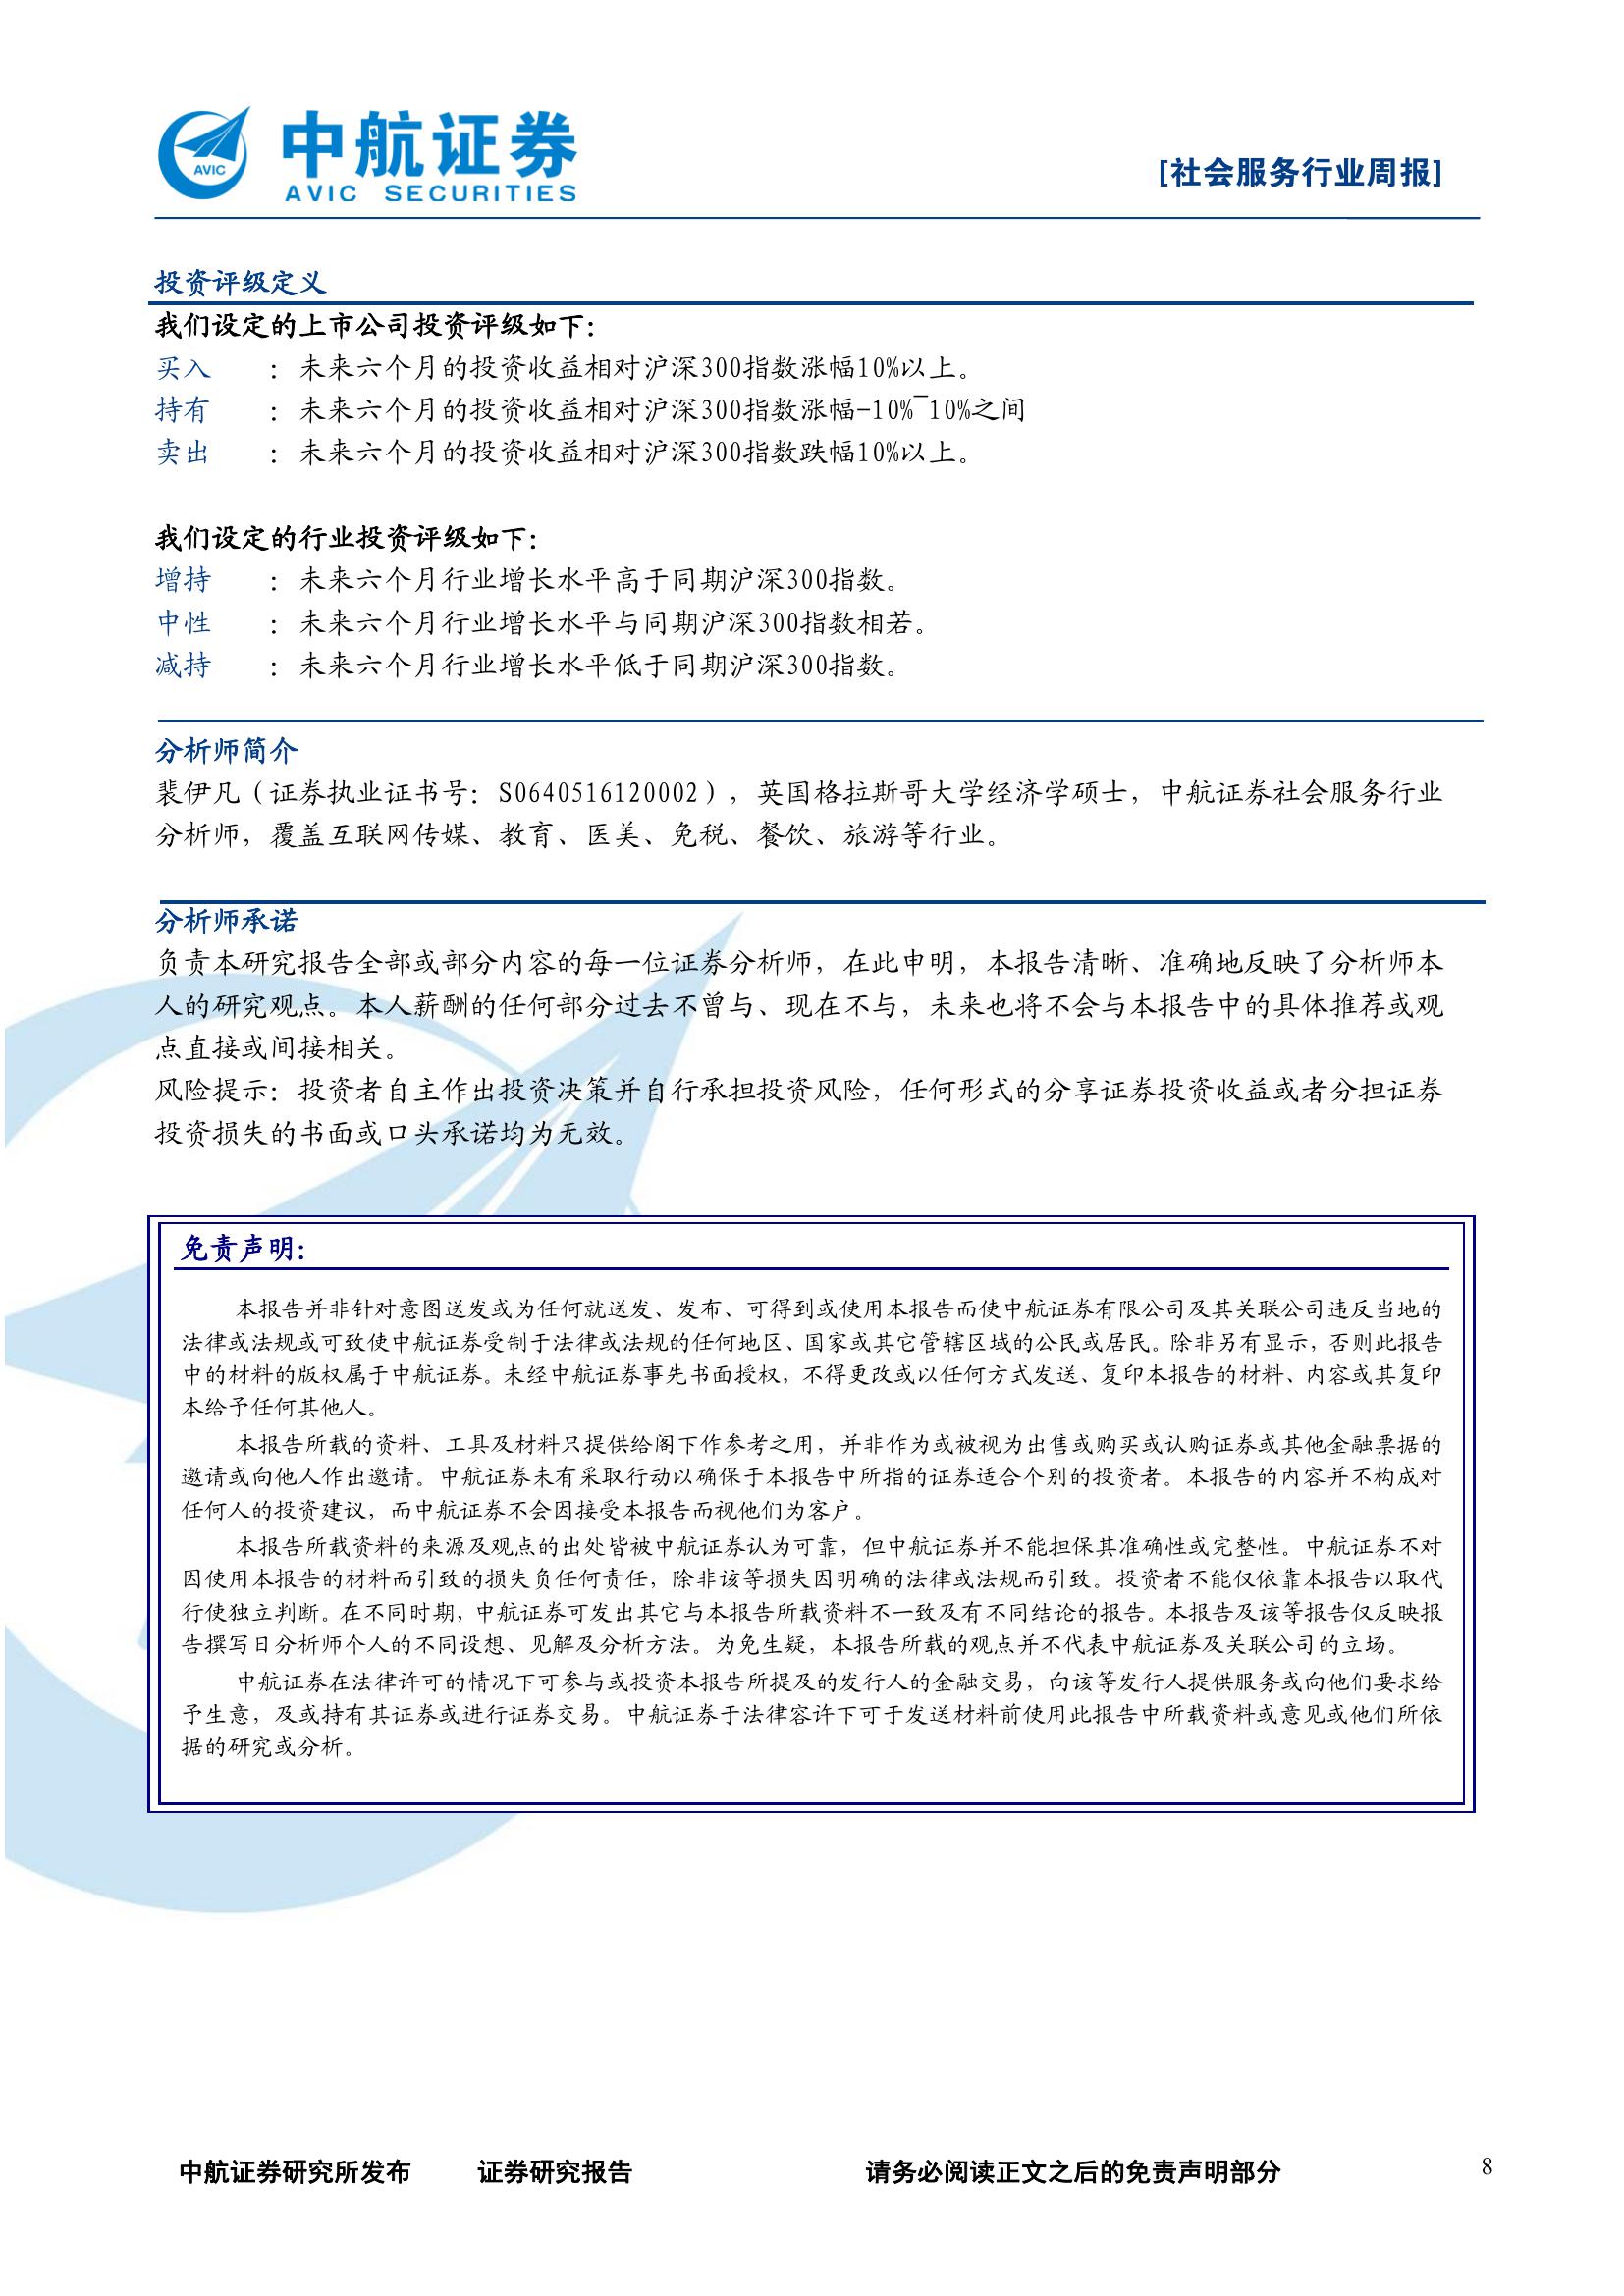 AVIC
中航证券
AVIC SECURITIES
[社会服务行业周报]
投资评级定义
我们设定的上市公司投资评级如下：
买入 ：未来六个月的投资收益相对沪深300指数涨幅10%以上。
持有 ：未来六个月的投资收益相对沪深300指数涨幅-10%~10%之间
卖出 ：未来六个月的投资收益相对沪深300指数跌幅10%以上。
我们设定的行业投资评级如下：
增持 ：未来六个月行业增长水平高于同期沪深300指数。
中性 ：未来六个月行业增长水平与同期沪深300指数相若。
减持 ：未来六个月行业增长水平低于同期沪深300指数。
分析师简介
裴伊凡（证券执业证书号：S0640516120002），英国格拉斯哥大学经济学硕士，中航证券社会服务行业
分析师，覆盖互联网传媒、教育、医美、免税、餐饮、旅游等行业。
分析师承诺
负责本研究报告全部或部分内容的每一位证券分析师，在此申明，本报告清晰、准确地反映了分析师本
人的研究观点。本人薪酬的任何部分过去不曾与、现在不与，未来也将不会与本报告中的具体推荐或观
点直接或间接相关。
风险提示：投资者自主作出投资决策并自行承担投资风险，任何形式的分享证券投资收益或者分担证券
投资损失的书面或口头承诺均为无效。
免责声明：
本报告并非针对意图送发或为任何就送发、发布、可得到或使用本报告而使中航证券有限公司及其关联公司违反当地的
法律或法规或可致使中航证券受制于法律或法规的任何地区、国家或其它管辖区域的公民或居民。除非另有显示，否则此报告
中的材料的版权属于中航证券。未经中航证券事先书面授权，不得更改或以任何方式发送、复印本报告的材料、内容或其复印
本给予任何其他人。
本报告所载的资料、工具及材料只提供给阁下作参考之用，并非作为或被视为出售或购买或认购证券或其他金融票据的
邀请或向他人作出邀请。中航证券未有采取行动以确保于本报告中所指的证券适合个别的投资者。本报告的内容并不构成对
任何人的投资建议，而中航证券不会因接受本报告而视他们为客户。
本报告所载资料的来源及观点的出处皆被中航证券认为可靠，但中航证券并不能担保其准确性或完整性。中航证券不对
因使用本报告的材料而引致的损失负任何责任，除非该等损失因明确的法律或法规而引致。投资者不能仅依靠本报告以取代
行使独立判断。在不同时期，中航证券可发出其它与本报告所载资料不一致及有不同结论的报告。本报告及该等报告仅反映报
告撰写日分析师个人的不同设想、见解及分析方法。为免生疑，本报告所载的观点并不代表中航证券及关联公司的立场。
中航证券在法律许可的情况下可参与或投资本报告所提及的发行人的金融交易，向该等发行人提供服务或向他们要求给
予生意，及或持有其证券或进行证券交易。中航证券于法律容许下可于发送材料前使用此报告中所载资料或意见或他们所依
据的研究或分析。
中航证券研究所发布 证券研究报告 请务必阅读正文之后的免责声明部分 8